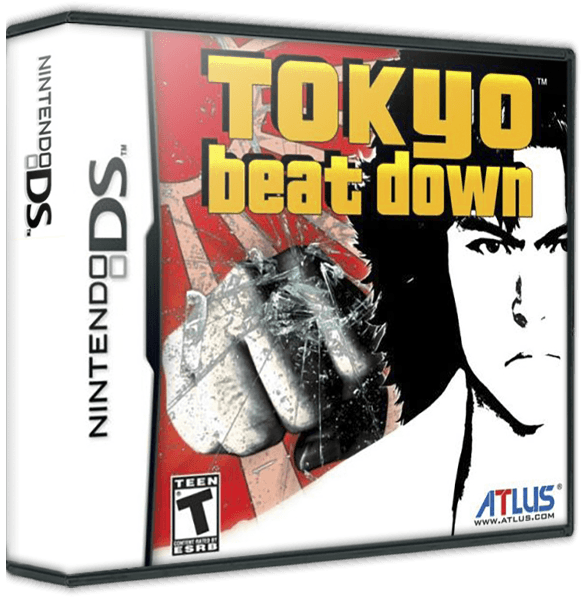 NINTENDO DS™
NINTENDO DS™
TOKYO™
beat down
TEEN
T
CONTENT RATED BY
ESRB
ATLUS
WWW.ATLUS.COM